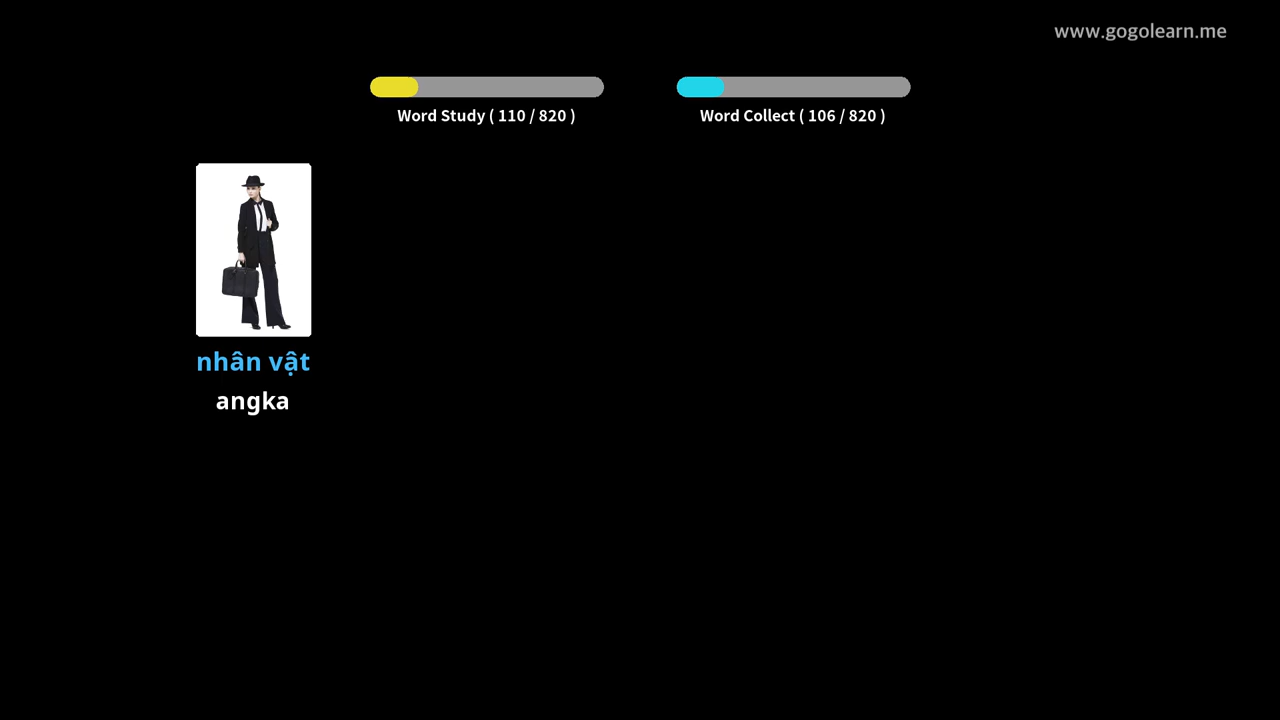 www.gogolearn.me
Word Study ( 110 / 820 )
Word Collect ( 106 / 820 )
nhân vật
angka